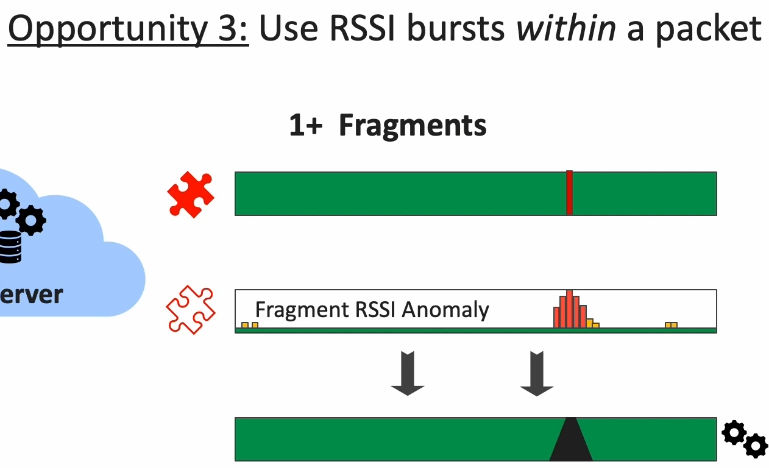 Opportunity 3: Use RSSI bursts within a packet
1+ Fragments
erver
Fragment RSSI Anomaly